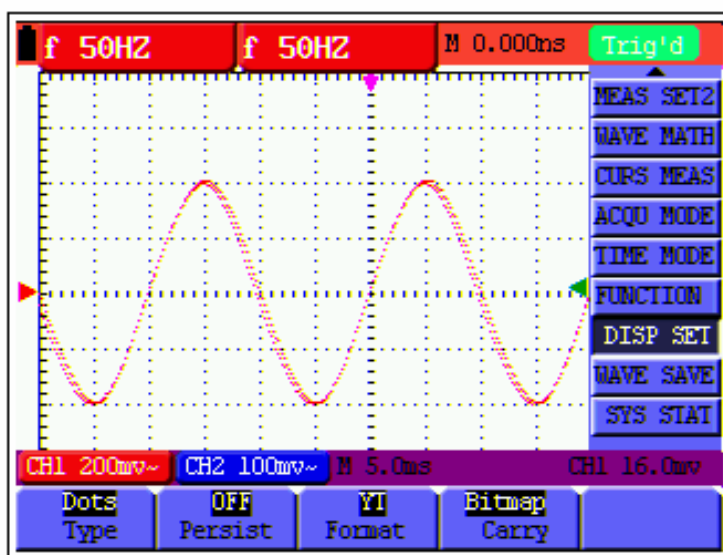 f 50HZ f 50HZ M 0.000ns Trig'd
MEAS SET2
WAVE MATH
CURS MEAS
ACQU MODE
TIME MODE
FUNCTION
DISP SET
WAVE SAVE
SYS STAT
CH1 200mv~ CH2 100mv~ M 5.0ms CH1 16.0mv
Dots OFF YT Bitmap
Type Persist Format Carry